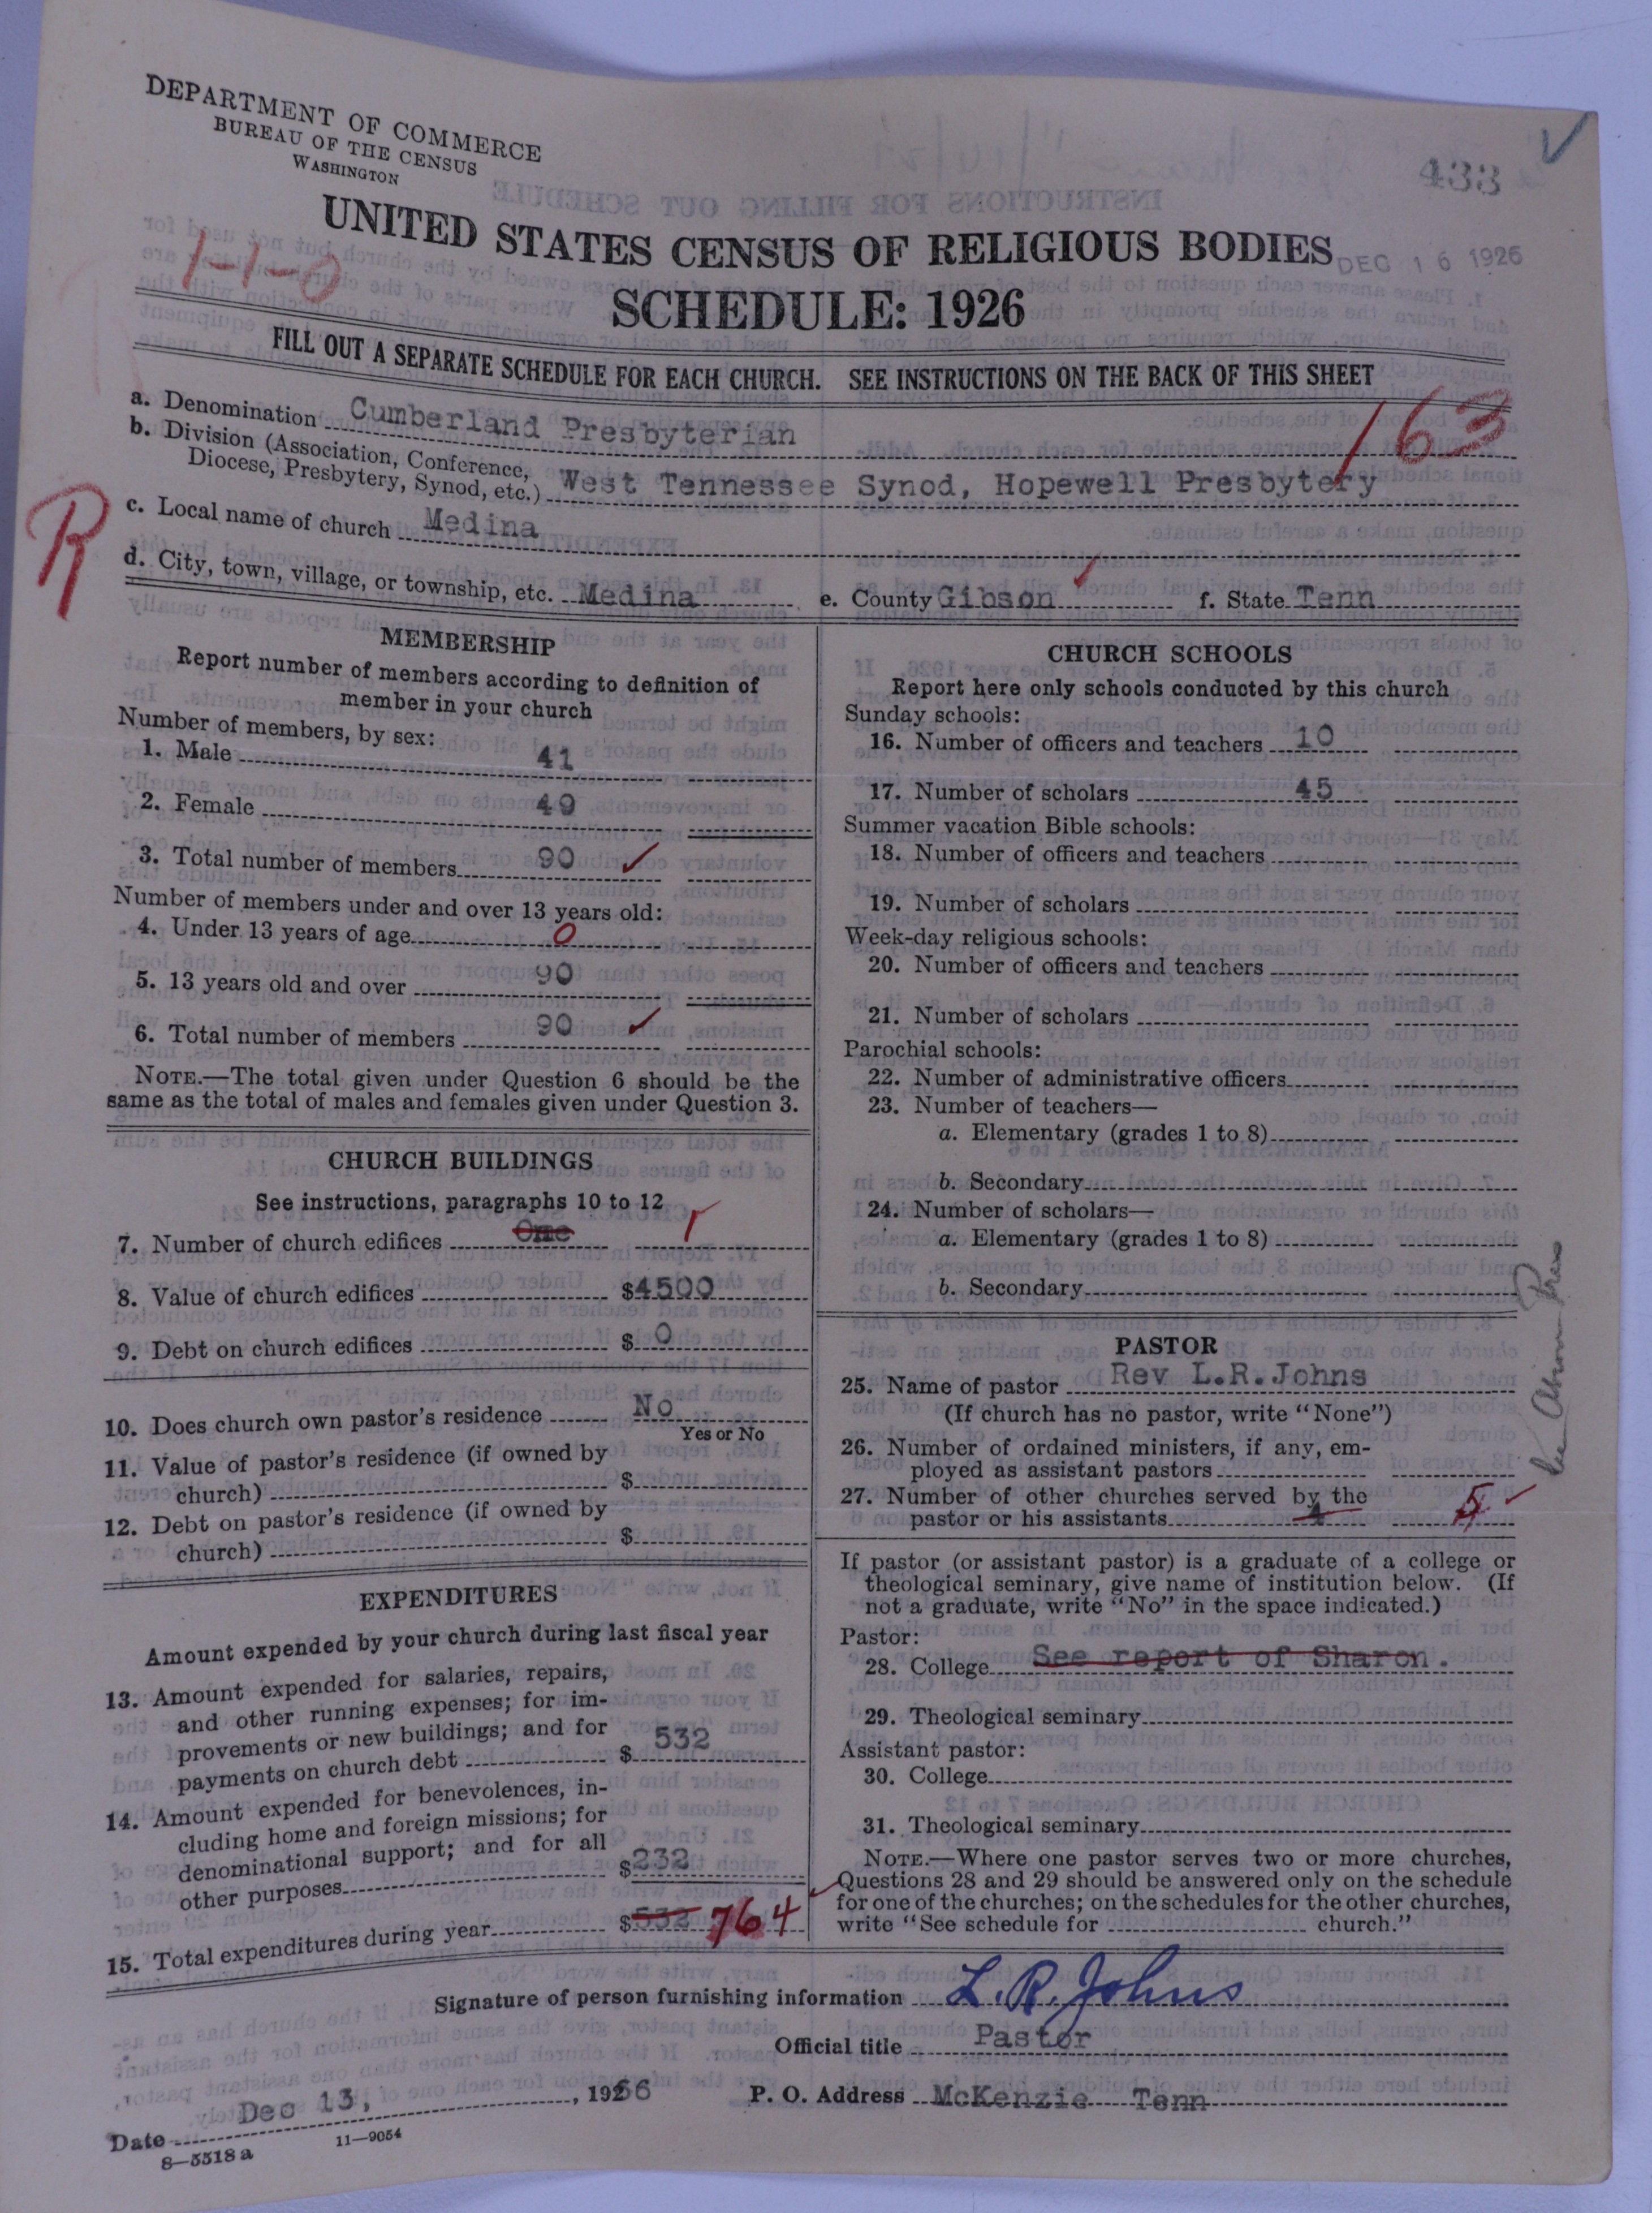 DEPARTMENT OF COMMERCE
BUREAU OF THE CENSUS
WASHINGTON
433
UNITED STATES CENSUS OF RELIGIOUS BODIES
DEC 16 1926
1-1-0
SCHEDULE: 1926
FILL OUT A SEPARATE SCHEDULE FOR EACH CHURCH. SEE INSTRUCTIONS ON THE BACK OF THIS SHEET
163
a. Denomination Cumberland Presbyterian
b. Division (Association, Conference,
Diocese, Presbytery, Synod, etc.) West Tennessee Synod, Hopewell Presbytery
R
c. Local name of church Medina
d. City, town, village, or township, etc. Medina e. County Gibson f. State Tenn
MEMBERSHIP
Report number of members according to definition of
member in your church
Number of members, by sex:
1. Male 41
2. Female 49
3. Total number of members 90 ✓
Number of members under and over 13 years old:
4. Under 13 years of age 0
5. 13 years old and over 90
6. Total number of members 90 ✓
NOTE.—The total given under Question 6 should be the
same as the total of males and females given under Question 3.
CHURCH BUILDINGS
See instructions, paragraphs 10 to 12
7. Number of church edifices One 1
8. Value of church edifices $4500
9. Debt on church edifices $ 0
10. Does church own pastor's residence No
Yes or No
11. Value of pastor's residence (if owned by
church) $
12. Debt on pastor's residence (if owned by
church) $
EXPENDITURES
Amount expended by your church during last fiscal year
13. Amount expended for salaries, repairs,
and other running expenses; for im-
provements or new buildings; and for
payments on church debt $ 532
14. Amount expended for benevolences, in-
cluding home and foreign missions; for
denominational support; and for all
other purposes $232
15. Total expenditures during year $532 764
CHURCH SCHOOLS
Report here only schools conducted by this church
Sunday schools:
16. Number of officers and teachers 10
17. Number of scholars 45
Summer vacation Bible schools:
18. Number of officers and teachers
19. Number of scholars
Week-day religious schools:
20. Number of officers and teachers
21. Number of scholars
Parochial schools:
22. Number of administrative officers
23. Number of teachers—
a. Elementary (grades 1 to 8)
b. Secondary
24. Number of scholars—
a. Elementary (grades 1 to 8)
b. Secondary
PASTOR
25. Name of pastor Rev L.R.Johns
(If church has no pastor, write "None")
26. Number of ordained ministers, if any, em-
ployed as assistant pastors
27. Number of other churches served by the
pastor or his assistants 4 5 ✓
If pastor (or assistant pastor) is a graduate of a college or
theological seminary, give name of institution below. (If
not a graduate, write "No" in the space indicated.)
Pastor:
28. College See report of Sharon.
29. Theological seminary
Assistant pastor:
30. College
31. Theological seminary
NOTE.—Where one pastor serves two or more churches,
Questions 28 and 29 should be answered only on the schedule
for one of the churches; on the schedules for the other churches,
write "See schedule for church."
Signature of person furnishing information L. R. Johns
Official title Pastor
Date Dec 13, 1926 P. O. Address McKenzie Tenn
8—5518a 11—9054